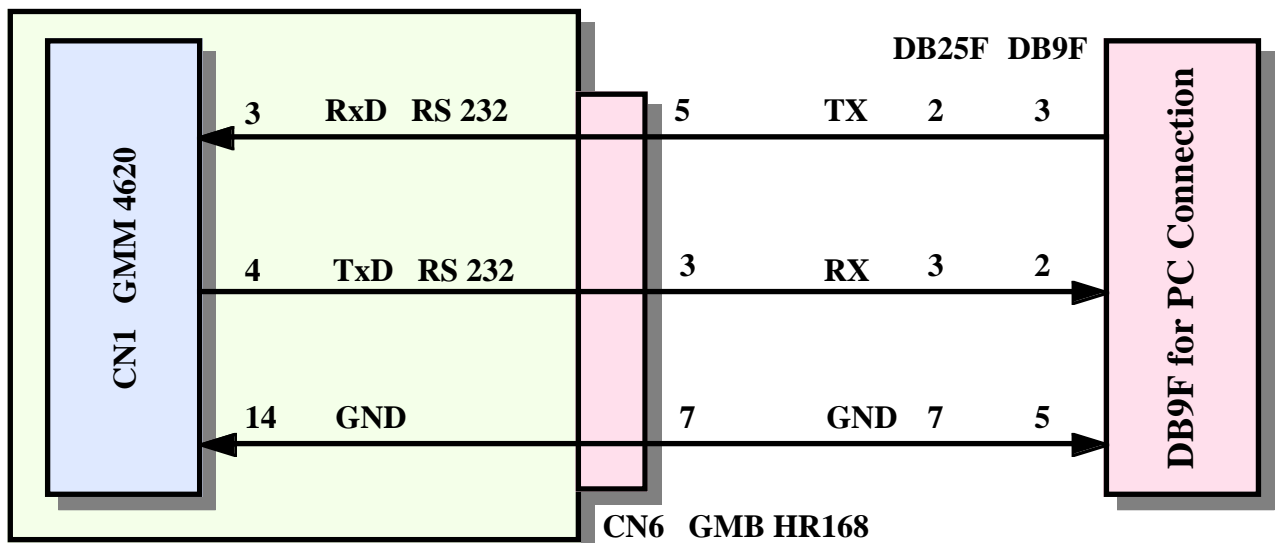 DB25F DB9F
3 RxD RS 232 5 TX 2 3
4 TxD RS 232 3 RX 3 2
14 GND 7 GND 7 5
CN1 GMM 4620
DB9F for PC Connection
CN6 GMB HR168